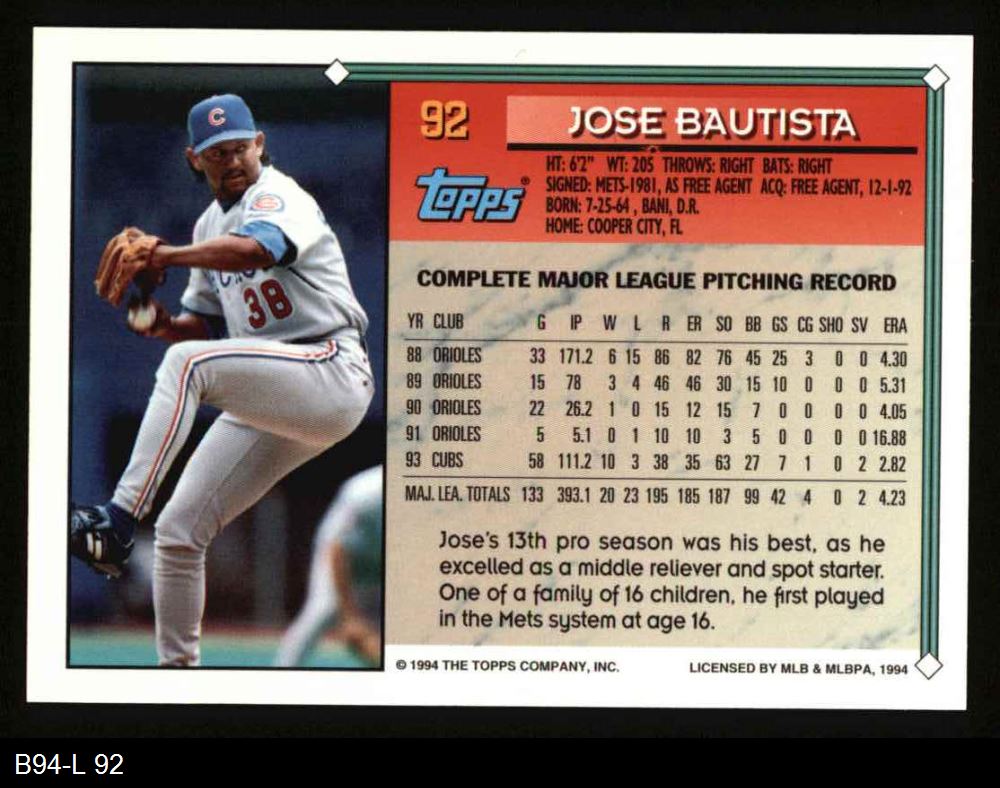 92
JOSE BAUTISTA
TOPPS®
HT: 6'2" WT: 205 THROWS: RIGHT BATS: RIGHT
SIGNED: METS-1981, AS FREE AGENT ACQ: FREE AGENT, 12-1-92
BORN: 7-25-64 , BANI, D.R.
HOME: COOPER CITY, FL
C
38
COMPLETE MAJOR LEAGUE PITCHING RECORD
YR CLUB G IP W L R ER SO BB GS CG SHO SV ERA
88 ORIOLES 33 171.2 6 15 86 82 76 45 25 3 0 0 4.30
89 ORIOLES 15 78 3 4 46 46 30 15 10 0 0 0 5.31
90 ORIOLES 22 26.2 1 0 15 12 15 7 0 0 0 0 4.05
91 ORIOLES 5 5.1 0 1 10 10 3 5 0 0 0 0 16.88
93 CUBS 58 111.2 10 3 38 35 63 27 7 1 0 2 2.82
MAJ. LEA. TOTALS 133 393.1 20 23 195 185 187 99 42 4 0 2 4.23
Jose's 13th pro season was his best, as he
excelled as a middle reliever and spot starter.
One of a family of 16 children, he first played
in the Mets system at age 16.
© 1994 THE TOPPS COMPANY, INC.
LICENSED BY MLB & MLBPA, 1994
B94-L 92